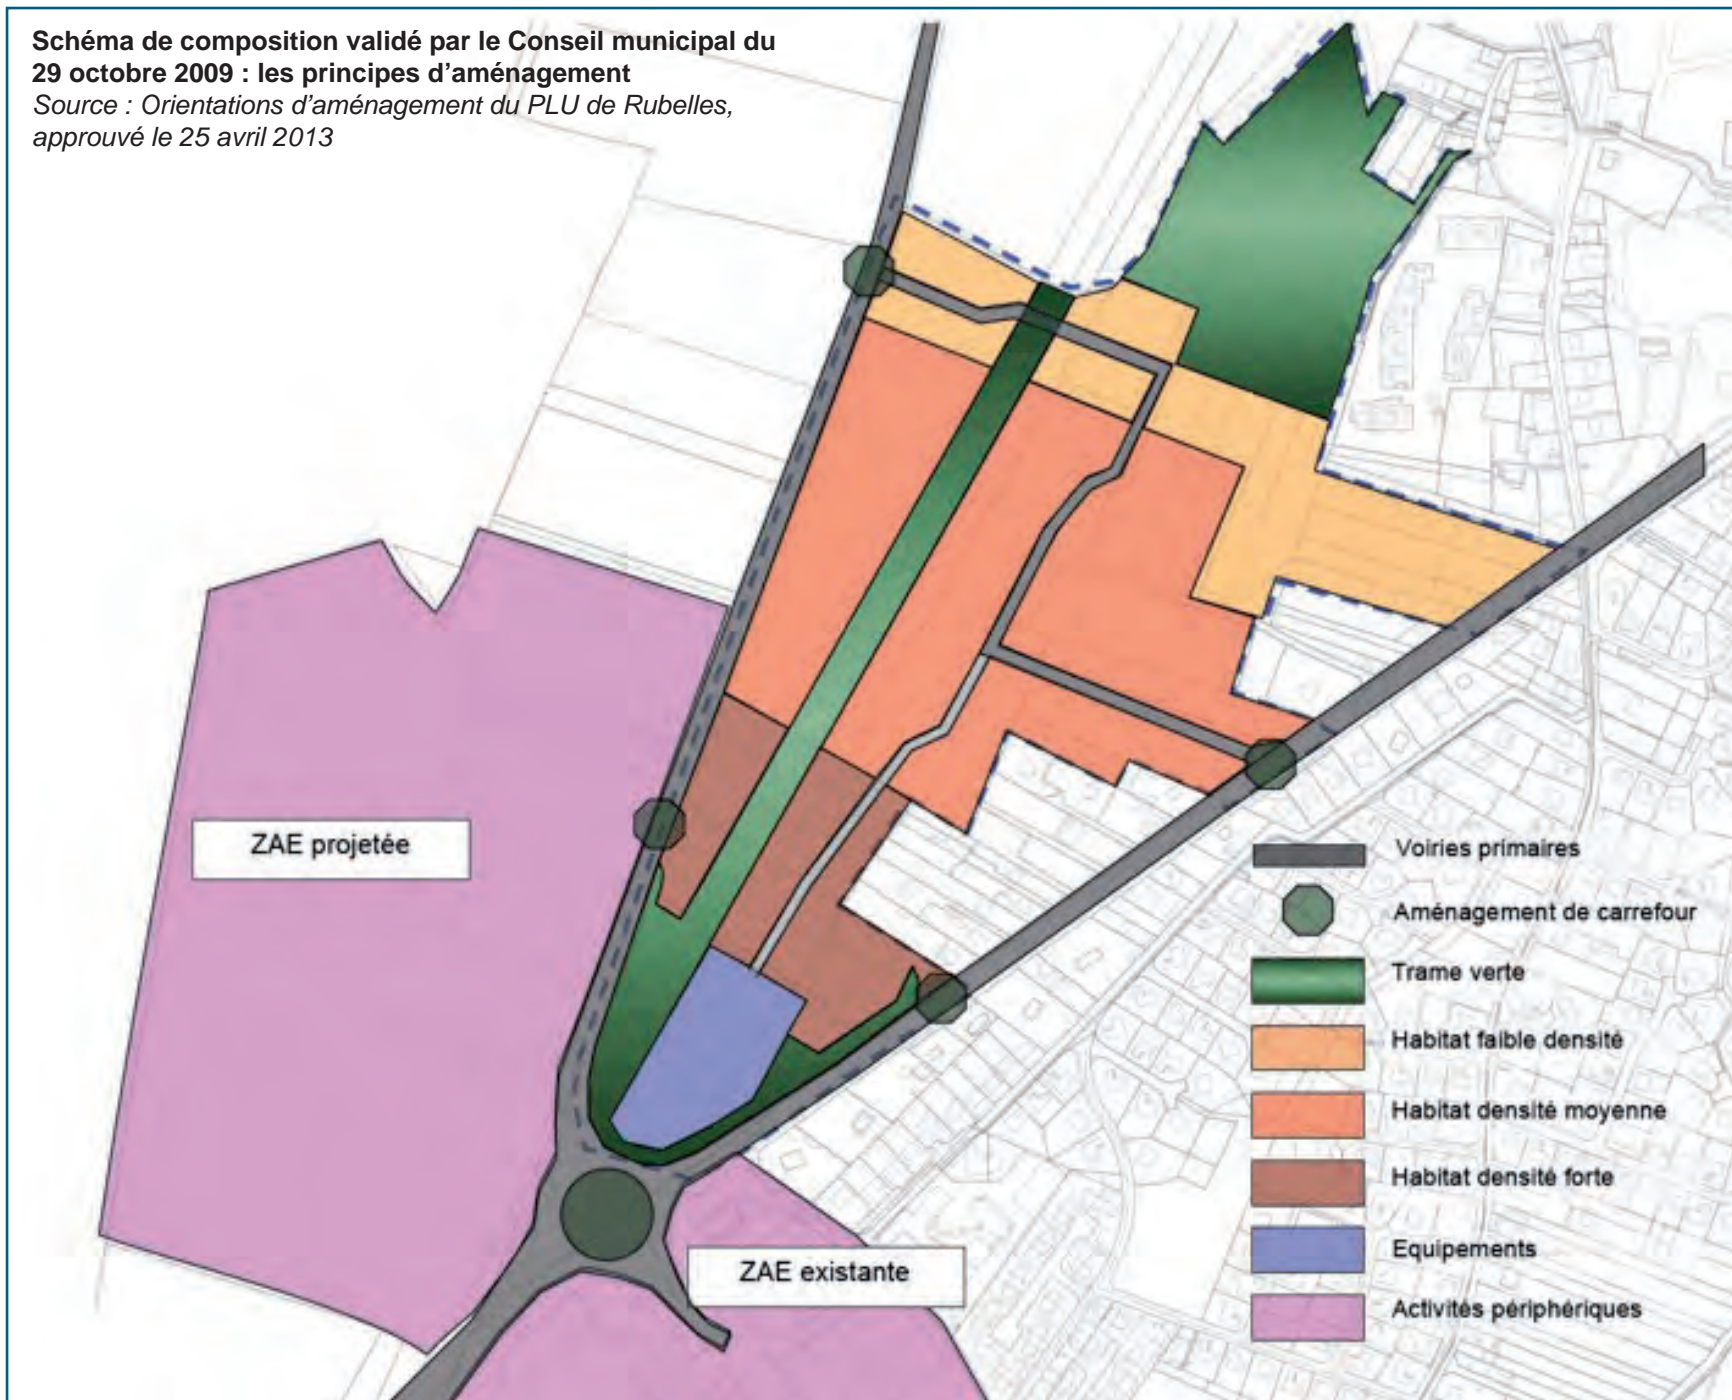 Schéma de composition validé par le Conseil municipal du
29 octobre 2009 : les principes d'aménagement
Source : Orientations d'aménagement du PLU de Rubelles,
approuvé le 25 avril 2013
ZAE projetée
ZAE existante
Voiries primaires
Aménagement de carrefour
Trame verte
Habitat faible densité
Habitat densité moyenne
Habitat densité forte
Equipements
Activités périphériques